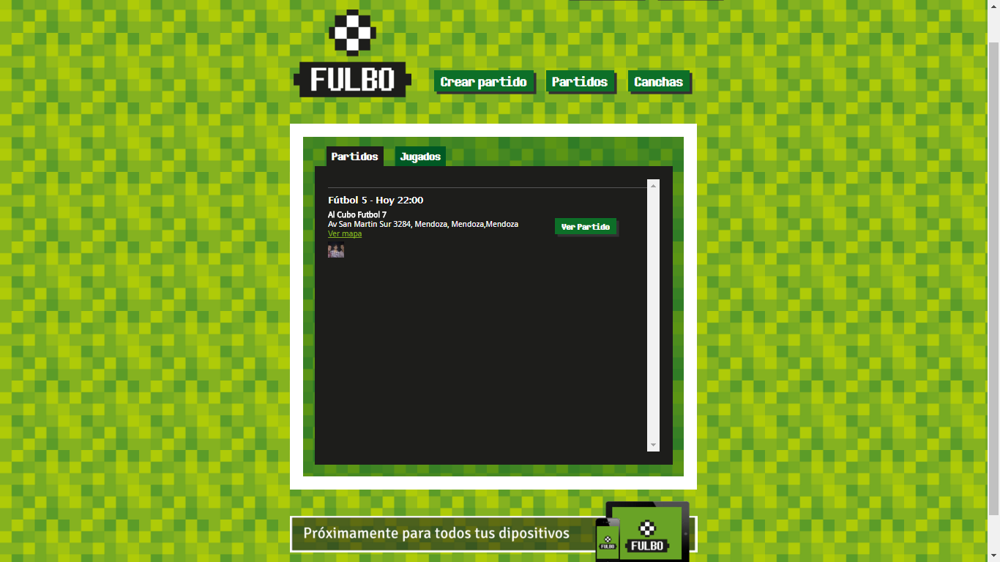 FULBO
Crear partido
Partidos
Canchas
Partidos
Jugados
Fútbol 5 - Hoy 22:00
Al Cubo Futbol 7
Av San Martin Sur 3284, Mendoza, Mendoza,Mendoza
Ver mapa
Ver Partido
Próximamente para todos tus dipositivos
FULBO
FULBO